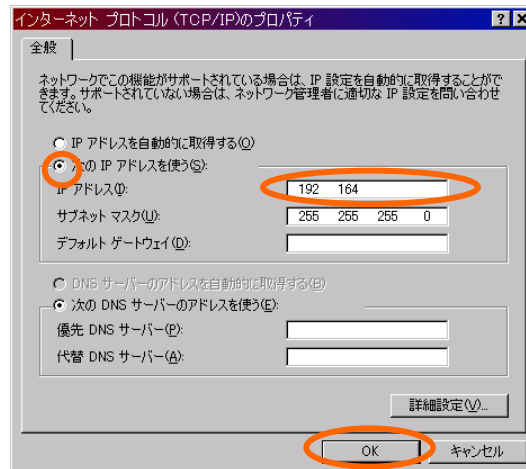 インターネット プロトコル (TCP/IP)のプロパティ
全般
ネットワークでこの機能がサポートされている場合は、IP 設定を自動的に取得することがで
きます。サポートされていない場合は、ネットワーク管理者に適切な IP 設定を問い合わせ
てください。
IP アドレスを自動的に取得する(O)
次の IP アドレスを使う(S):
IP アドレス(I): 192 164
サブネット マスク(U): 255 255 255 0
デフォルト ゲートウェイ(D):
DNS サーバーのアドレスを自動的に取得する(B)
次の DNS サーバーのアドレスを使う(E):
優先 DNS サーバー(P):
代替 DNS サーバー(A):
詳細設定(V)...
OK キャンセル